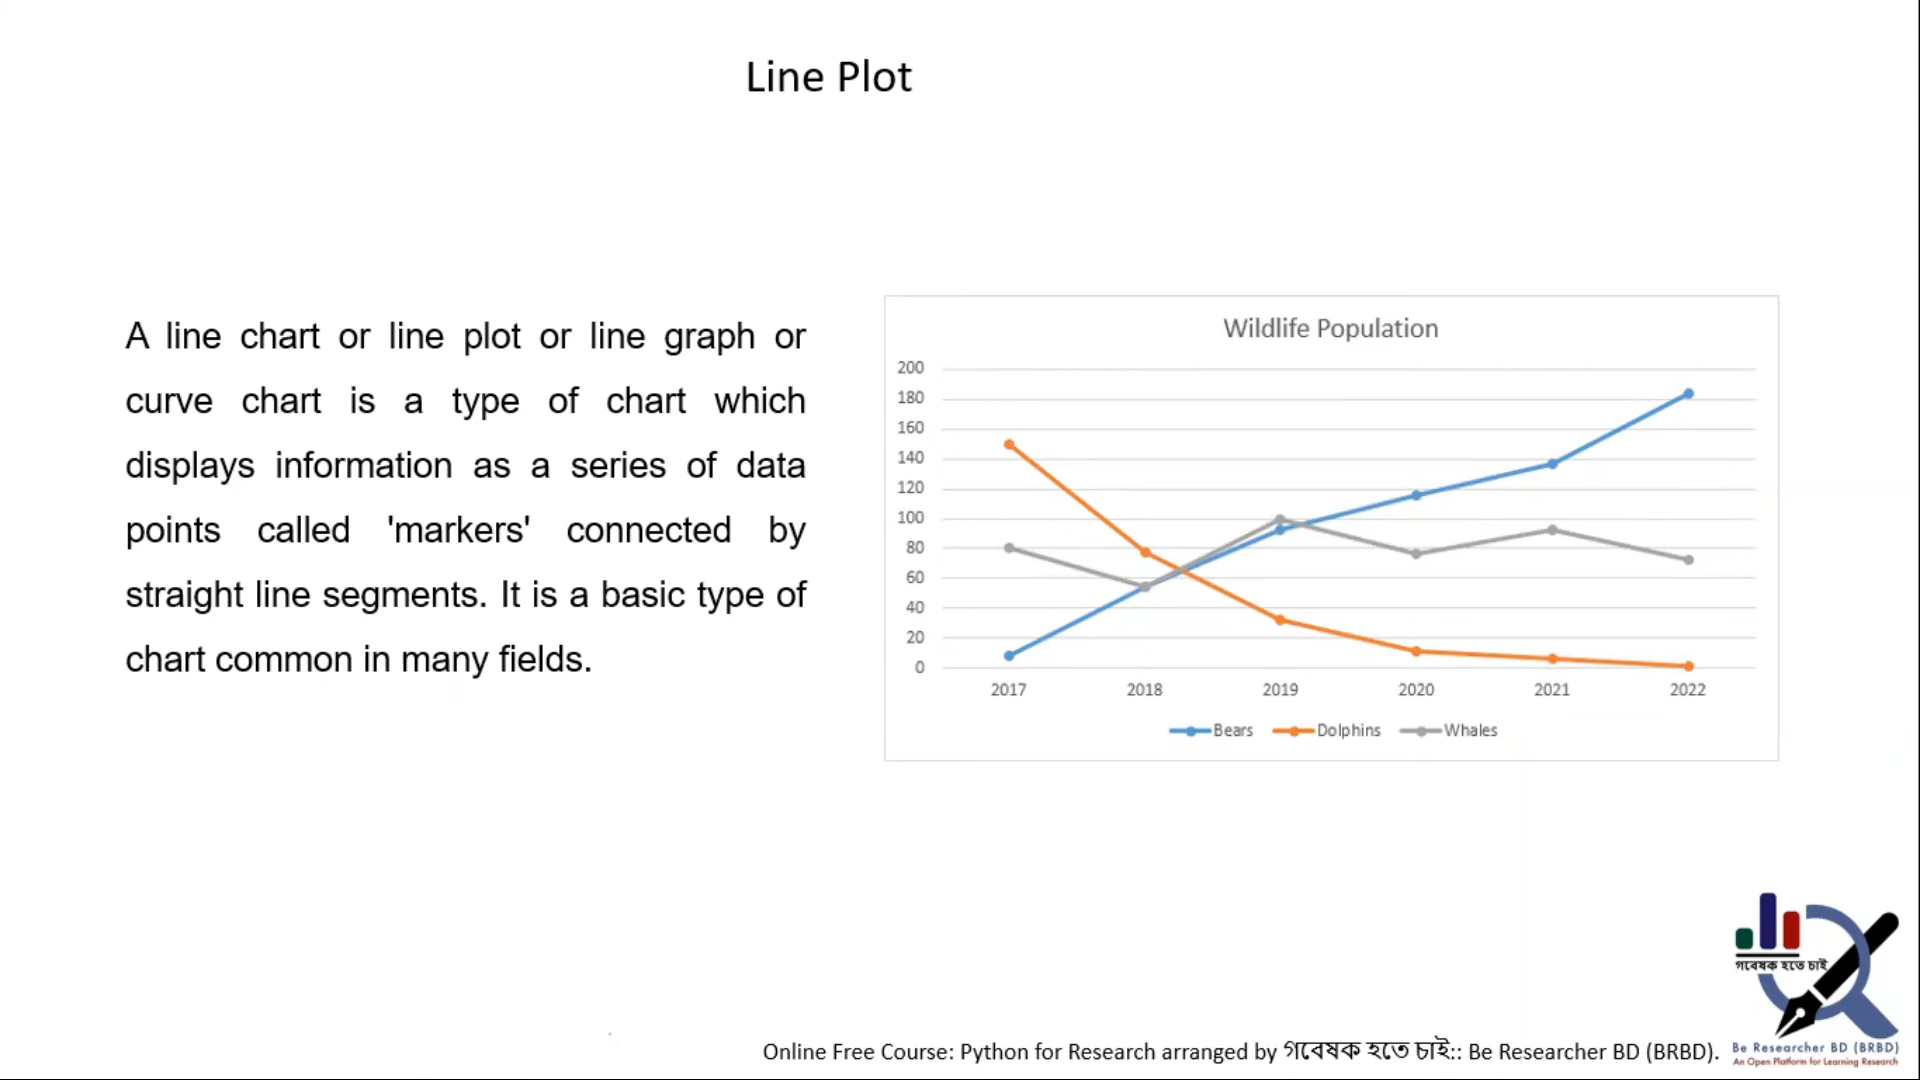 Line Plot
A line chart or line plot or line graph or
curve chart is a type of chart which
displays information as a series of data
points called 'markers' connected by
straight line segments. It is a basic type of
chart common in many fields.
Wildlife Population
200
180
160
140
120
100
80
60
40
20
0
2017 2018 2019 2020 2021 2022
Bears Dolphins Whales
গবেষক হতে চাই
Online Free Course: Python for Research arranged by গবেষক হতে চাই:: Be Researcher BD (BRBD).
Be Researcher BD (BRBD)
An Open Platform for Learning Research